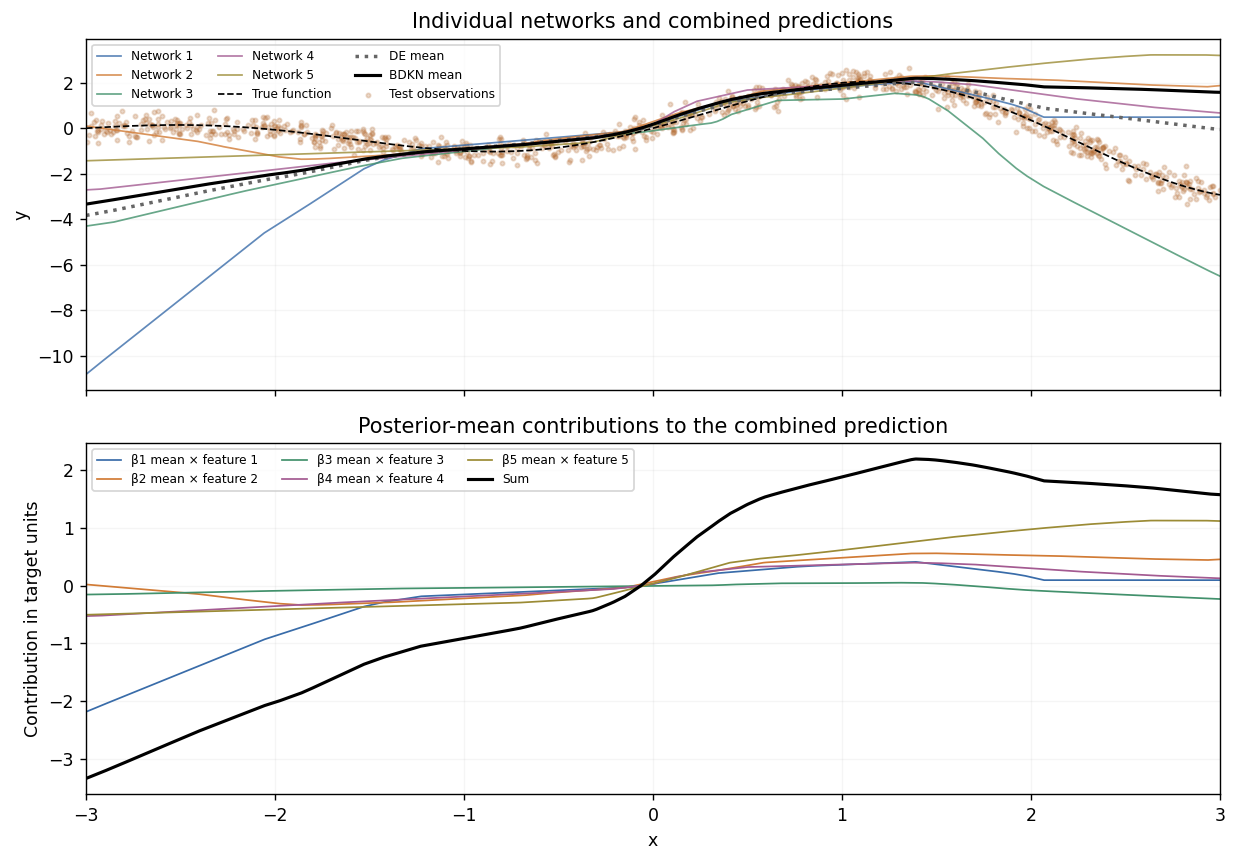 Individual networks and combined predictions
Network 1
Network 2
Network 3
Network 4
Network 5
True function
DE mean
BDKN mean
Test observations
2
0
−2
−4
−6
−8
−10
y
Posterior-mean contributions to the combined prediction
β1 mean × feature 1
β2 mean × feature 2
β3 mean × feature 3
β4 mean × feature 4
β5 mean × feature 5
Sum
2
1
0
−1
−2
−3
Contribution in target units
−3
−2
−1
0
1
2
3
x